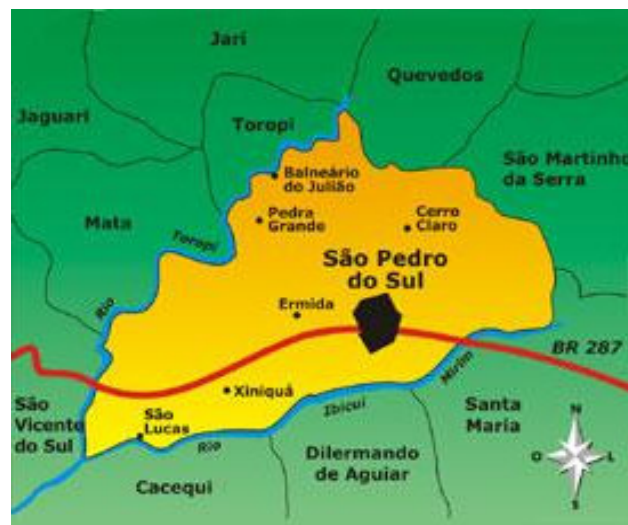 Jari
Quevedos
Jaguari
Toropi
São Martinho
da Serra
Balneário
do Julião
Mata
Pedra
Grande
Cerro
Claro
Toropi
São Pedro
do Sul
Rio
Ermida
BR 287
Mirim
Xiniquá
São
Vicente
do Sul
São
Lucas
Ibicuí
Rio
Santa
Maria
Dilermando
de Aguiar
Cacequi
N
O
L
S